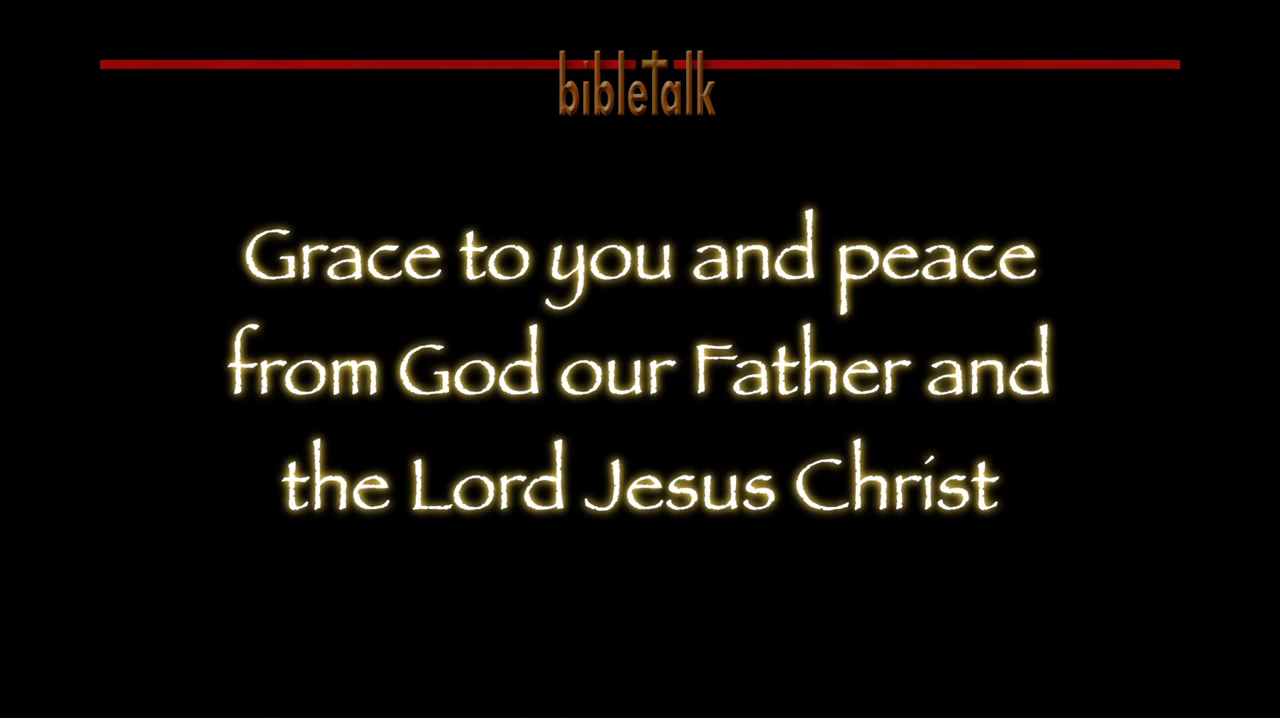 bibleTalk
Grace to you and peace
from God our Father and
the Lord Jesus Christ